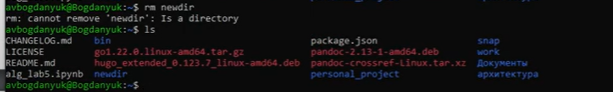 avbogdanyuk@Bogdanyuk:~$ rm newdir
rm: cannot remove 'newdir': Is a directory
avbogdanyuk@Bogdanyuk:~$ ls
CHANGELOG.md bin package.json snap
LICENSE go1.22.0.linux-amd64.tar.gz pandoc-2.13-1-amd64.deb work
README.md hugo_extended_0.123.7_linux-amd64.deb pandoc-crossref-Linux.tar.xz Документы
alg_lab5.ipynb newdir personal_project архитектура
avbogdanyuk@Bogdanyuk:~$